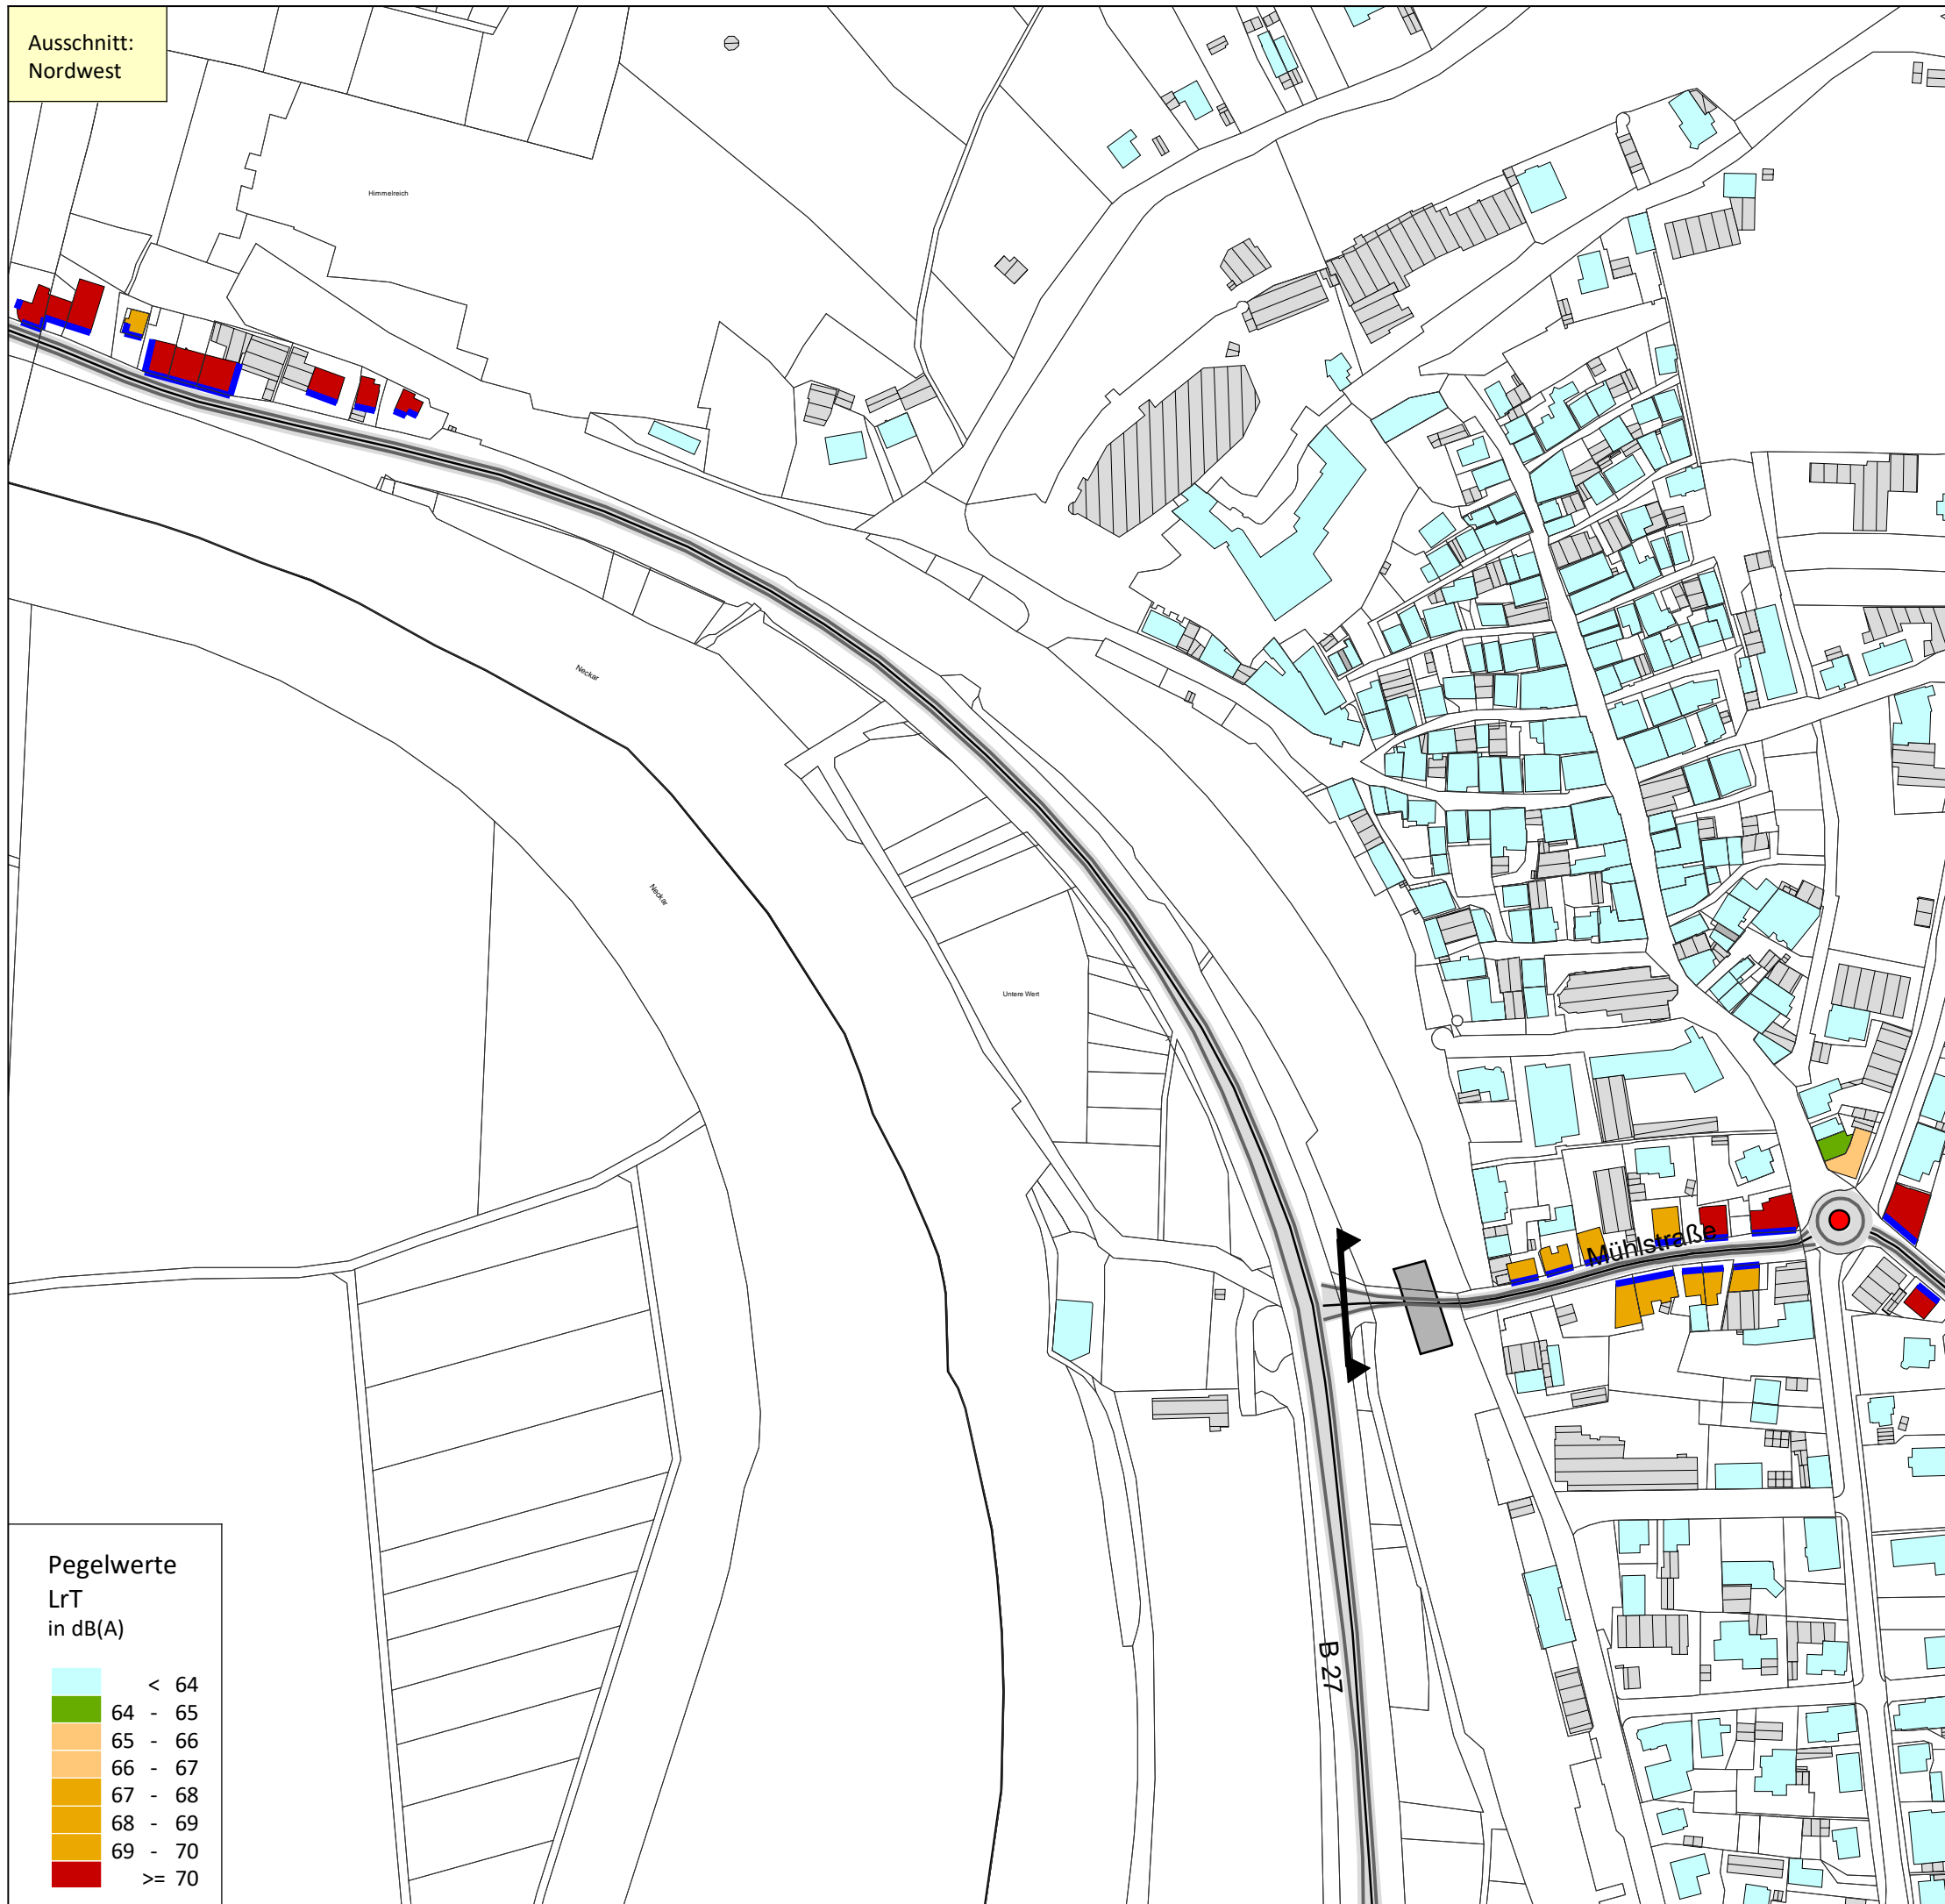 Ausschnitt:
Nordwest
Himmelreich
Neckar
Neckar
Untere Wert
Mühlstraße
B 27
Pegelwerte
LrT
in dB(A)
< 64
64 - 65
65 - 66
66 - 67
67 - 68
68 - 69
69 - 70
>= 70